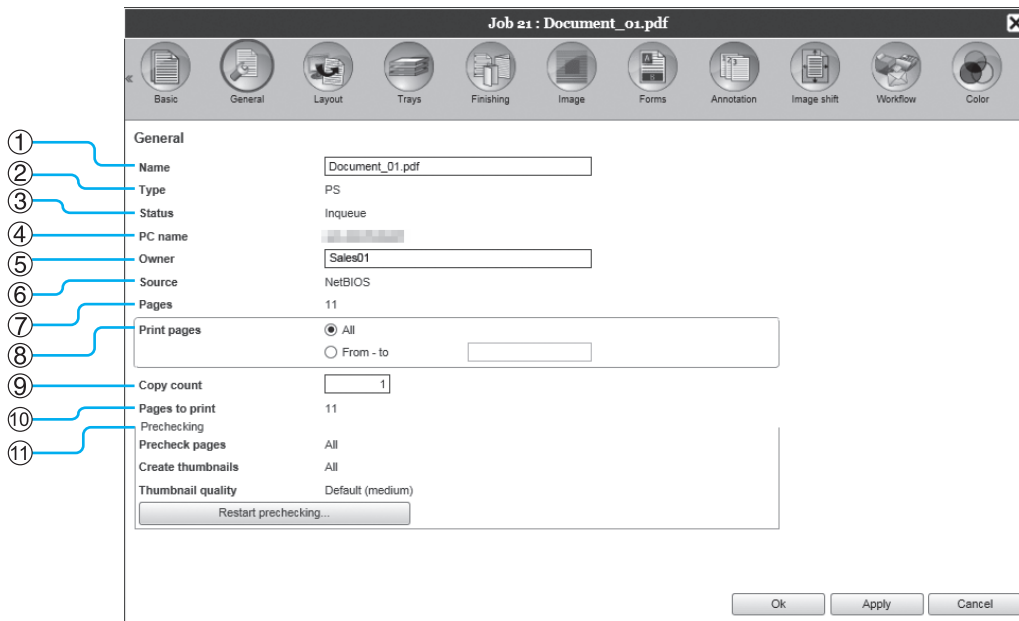 Job 21 : Document_01.pdf
«
Basic General Layout Trays Finishing Image Forms Annotation Image shift Workflow Color
General
① Name Document_01.pdf
② Type PS
③ Status Inqueue
④ PC name
⑤ Owner Sales01
⑥ Source NetBIOS
⑦ Pages 11
⑧ Print pages All
From - to
⑨ Copy count 1
⑩ Pages to print 11
⑪ Prechecking
Precheck pages All
Create thumbnails All
Thumbnail quality Default (medium)
Restart prechecking...
Ok Apply Cancel